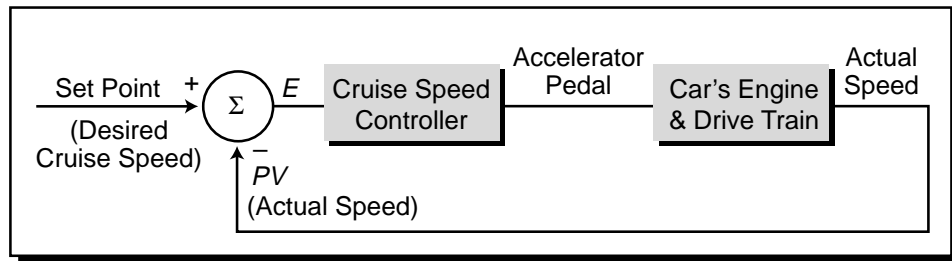 Set Point
(Desired
Cruise Speed)
+
Σ
−
PV
(Actual Speed)
E
Cruise Speed
Controller
Accelerator
Pedal
Car's Engine
& Drive Train
Actual
Speed